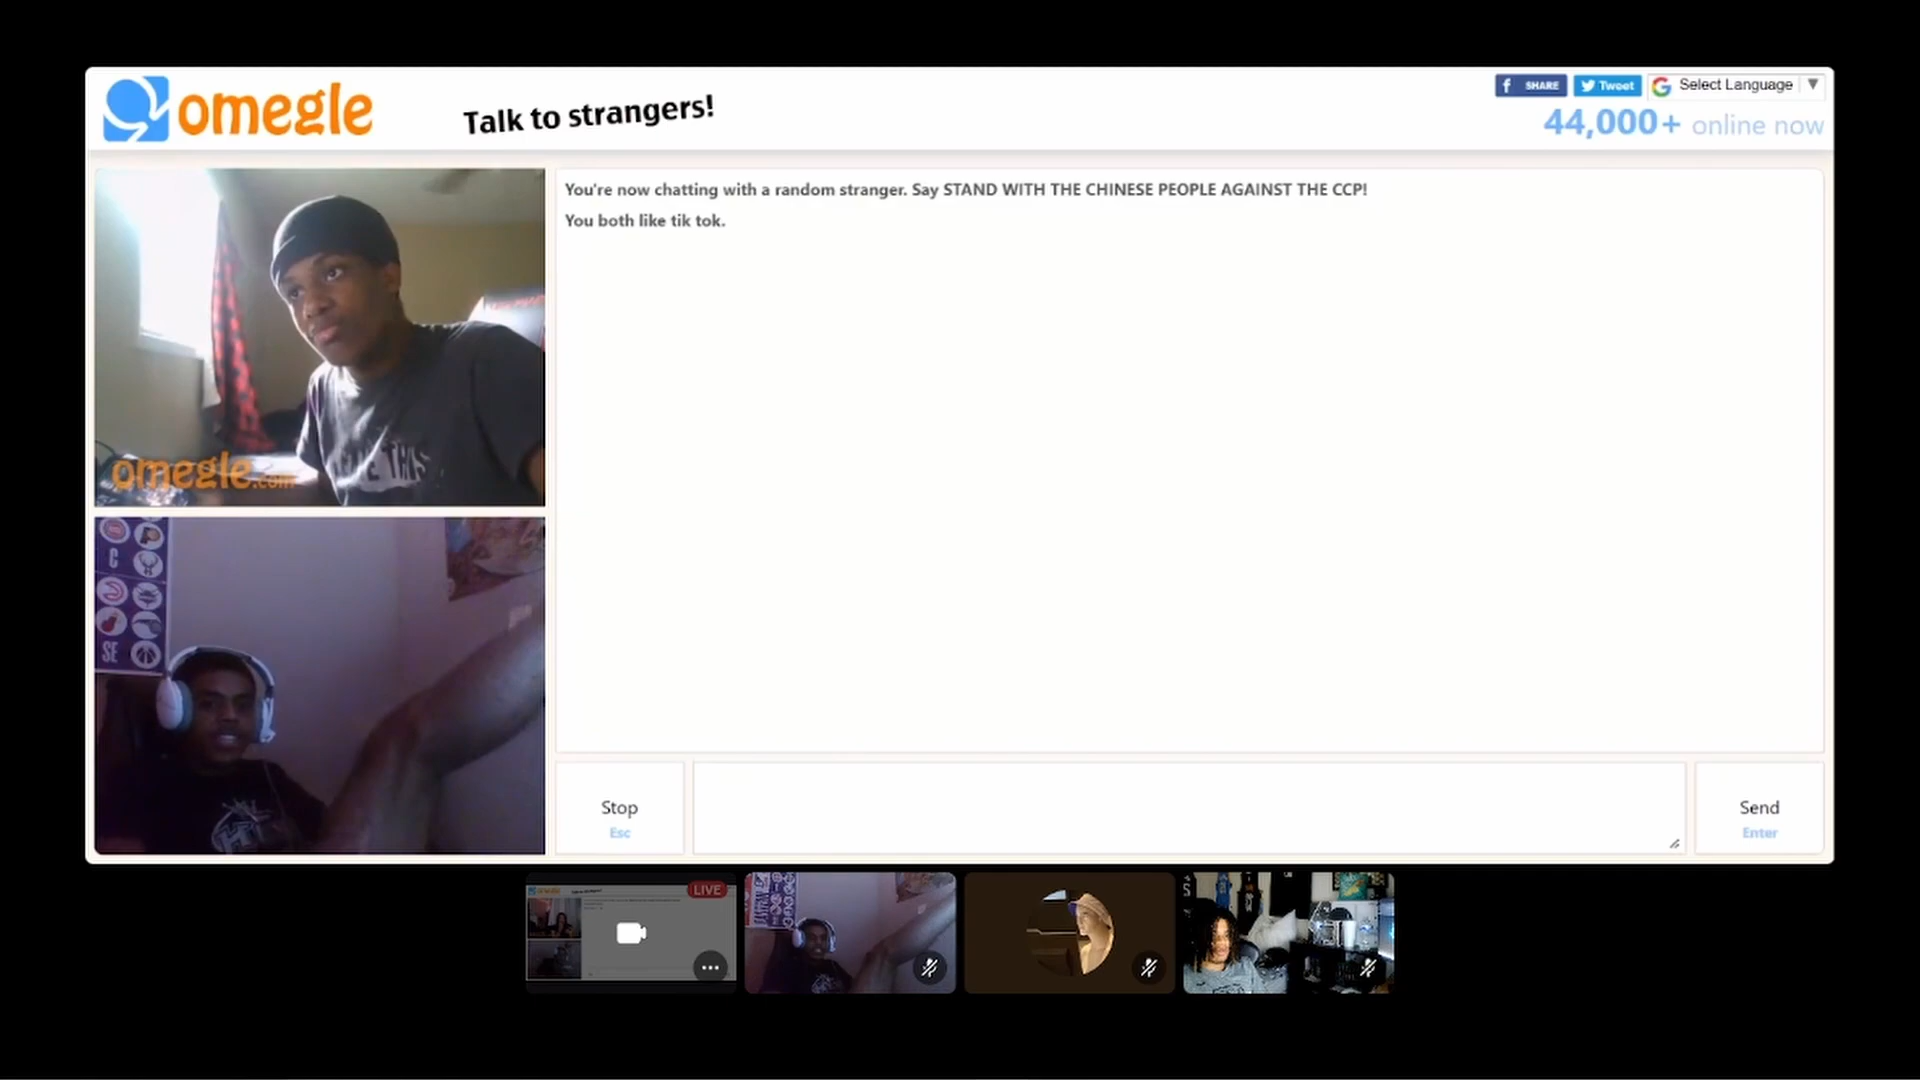 omegle
Talk to strangers!
SHARE
Tweet
Select Language
44,000+ online now
You're now chatting with a random stranger. Say STAND WITH THE CHINESE PEOPLE AGAINST THE CCP!
You both like tik tok.
omegle.com
C
SE
Stop
Esc
Send
Enter
LIVE